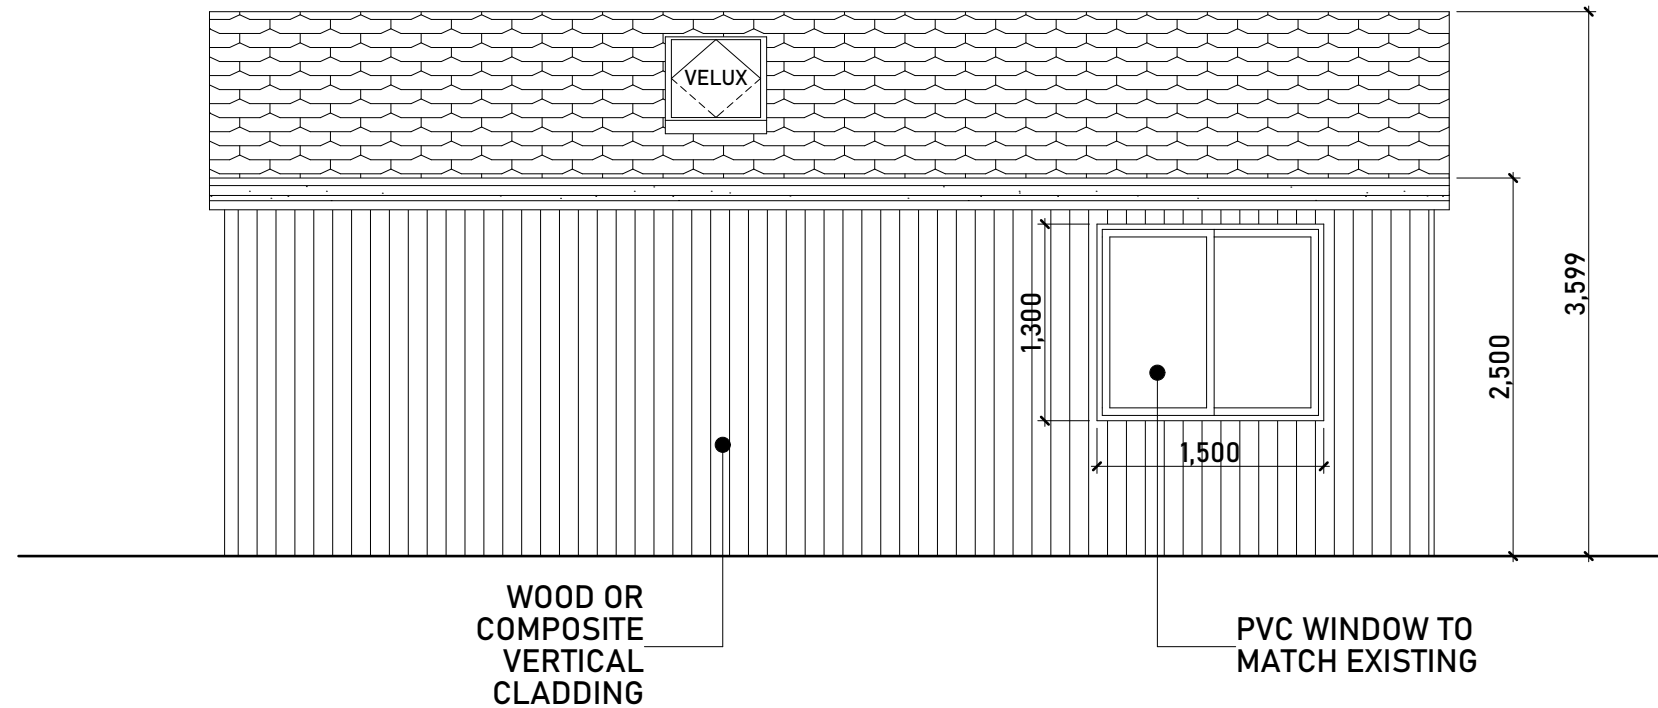 VELUX
3,599
2,500
1,300
1,500
WOOD OR
COMPOSITE
VERTICAL
CLADDING
PVC WINDOW TO
MATCH EXISTING